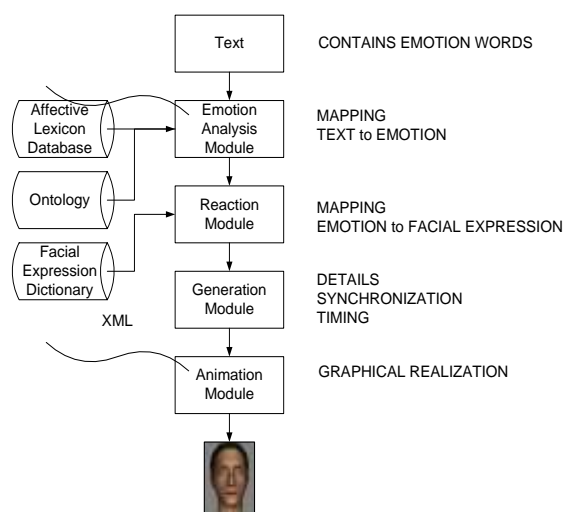 Text
CONTAINS EMOTION WORDS
Affective
Lexicon
Database
Emotion
Analysis
Module
MAPPING
TEXT to EMOTION
Ontology
Reaction
Module
MAPPING
EMOTION to FACIAL EXPRESSION
Facial
Expression
Dictionary
Generation
Module
DETAILS
SYNCHRONIZATION
TIMING
XML
Animation
Module
GRAPHICAL REALIZATION